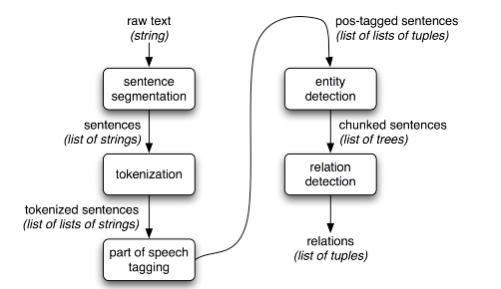 raw text
(string)
sentence
segmentation
sentences
(list of strings)
tokenization
tokenized sentences
(list of lists of strings)
part of speech
tagging
pos-tagged sentences
(list of lists of tuples)
entity
detection
chunked sentences
(list of trees)
relation
detection
relations
(list of tuples)